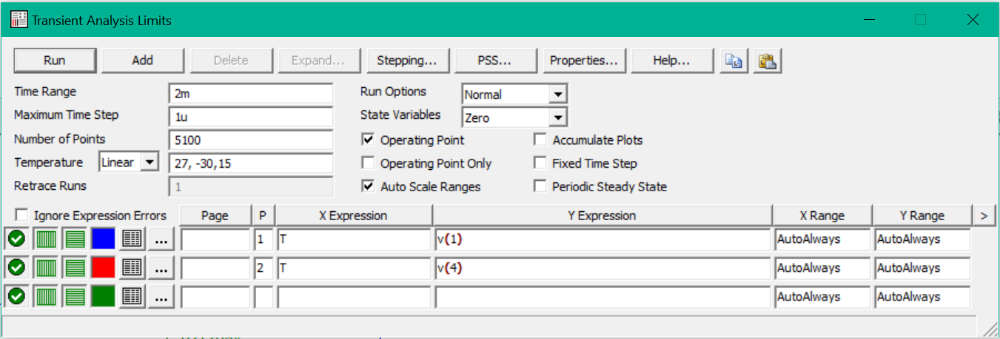 Transient Analysis Limits
Run Add Delete Expand... Stepping... PSS... Properties... Help...
Time Range 2m Run Options Normal
Maximum Time Step 1u State Variables Zero
Number of Points 5100 Operating Point Accumulate Plots
Temperature Linear 27, -30,15 Operating Point Only Fixed Time Step
Retrace Runs 1 Auto Scale Ranges Periodic Steady State
Ignore Expression Errors Page P X Expression Y Expression X Range Y Range >
... 1 T v(1) AutoAlways AutoAlways
... 2 T v(4) AutoAlways AutoAlways
... AutoAlways AutoAlways